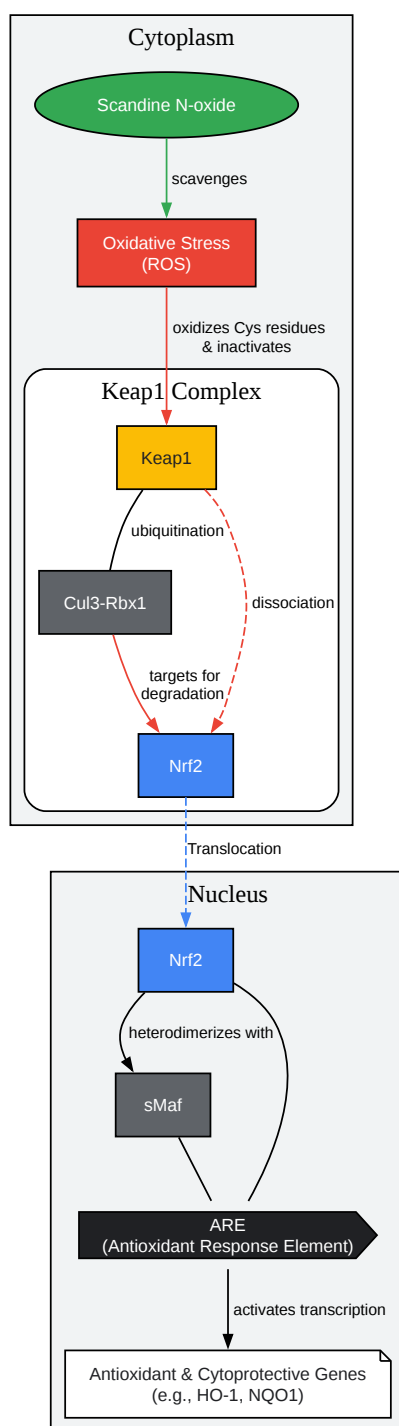 Cytoplasm
Scandine N-oxide
scavenges
Oxidative Stress
(ROS)
oxidizes Cys residues
& inactivates
Keap1 Complex
Keap1
ubiquitination
Cul3-Rbx1
dissociation
targets for
degradation
Nrf2
Translocation
Nucleus
Nrf2
heterodimerizes with
sMaf
ARE
(Antioxidant Response Element)
activates transcription
Antioxidant & Cytoprotective Genes
(e.g., HO-1, NQO1)